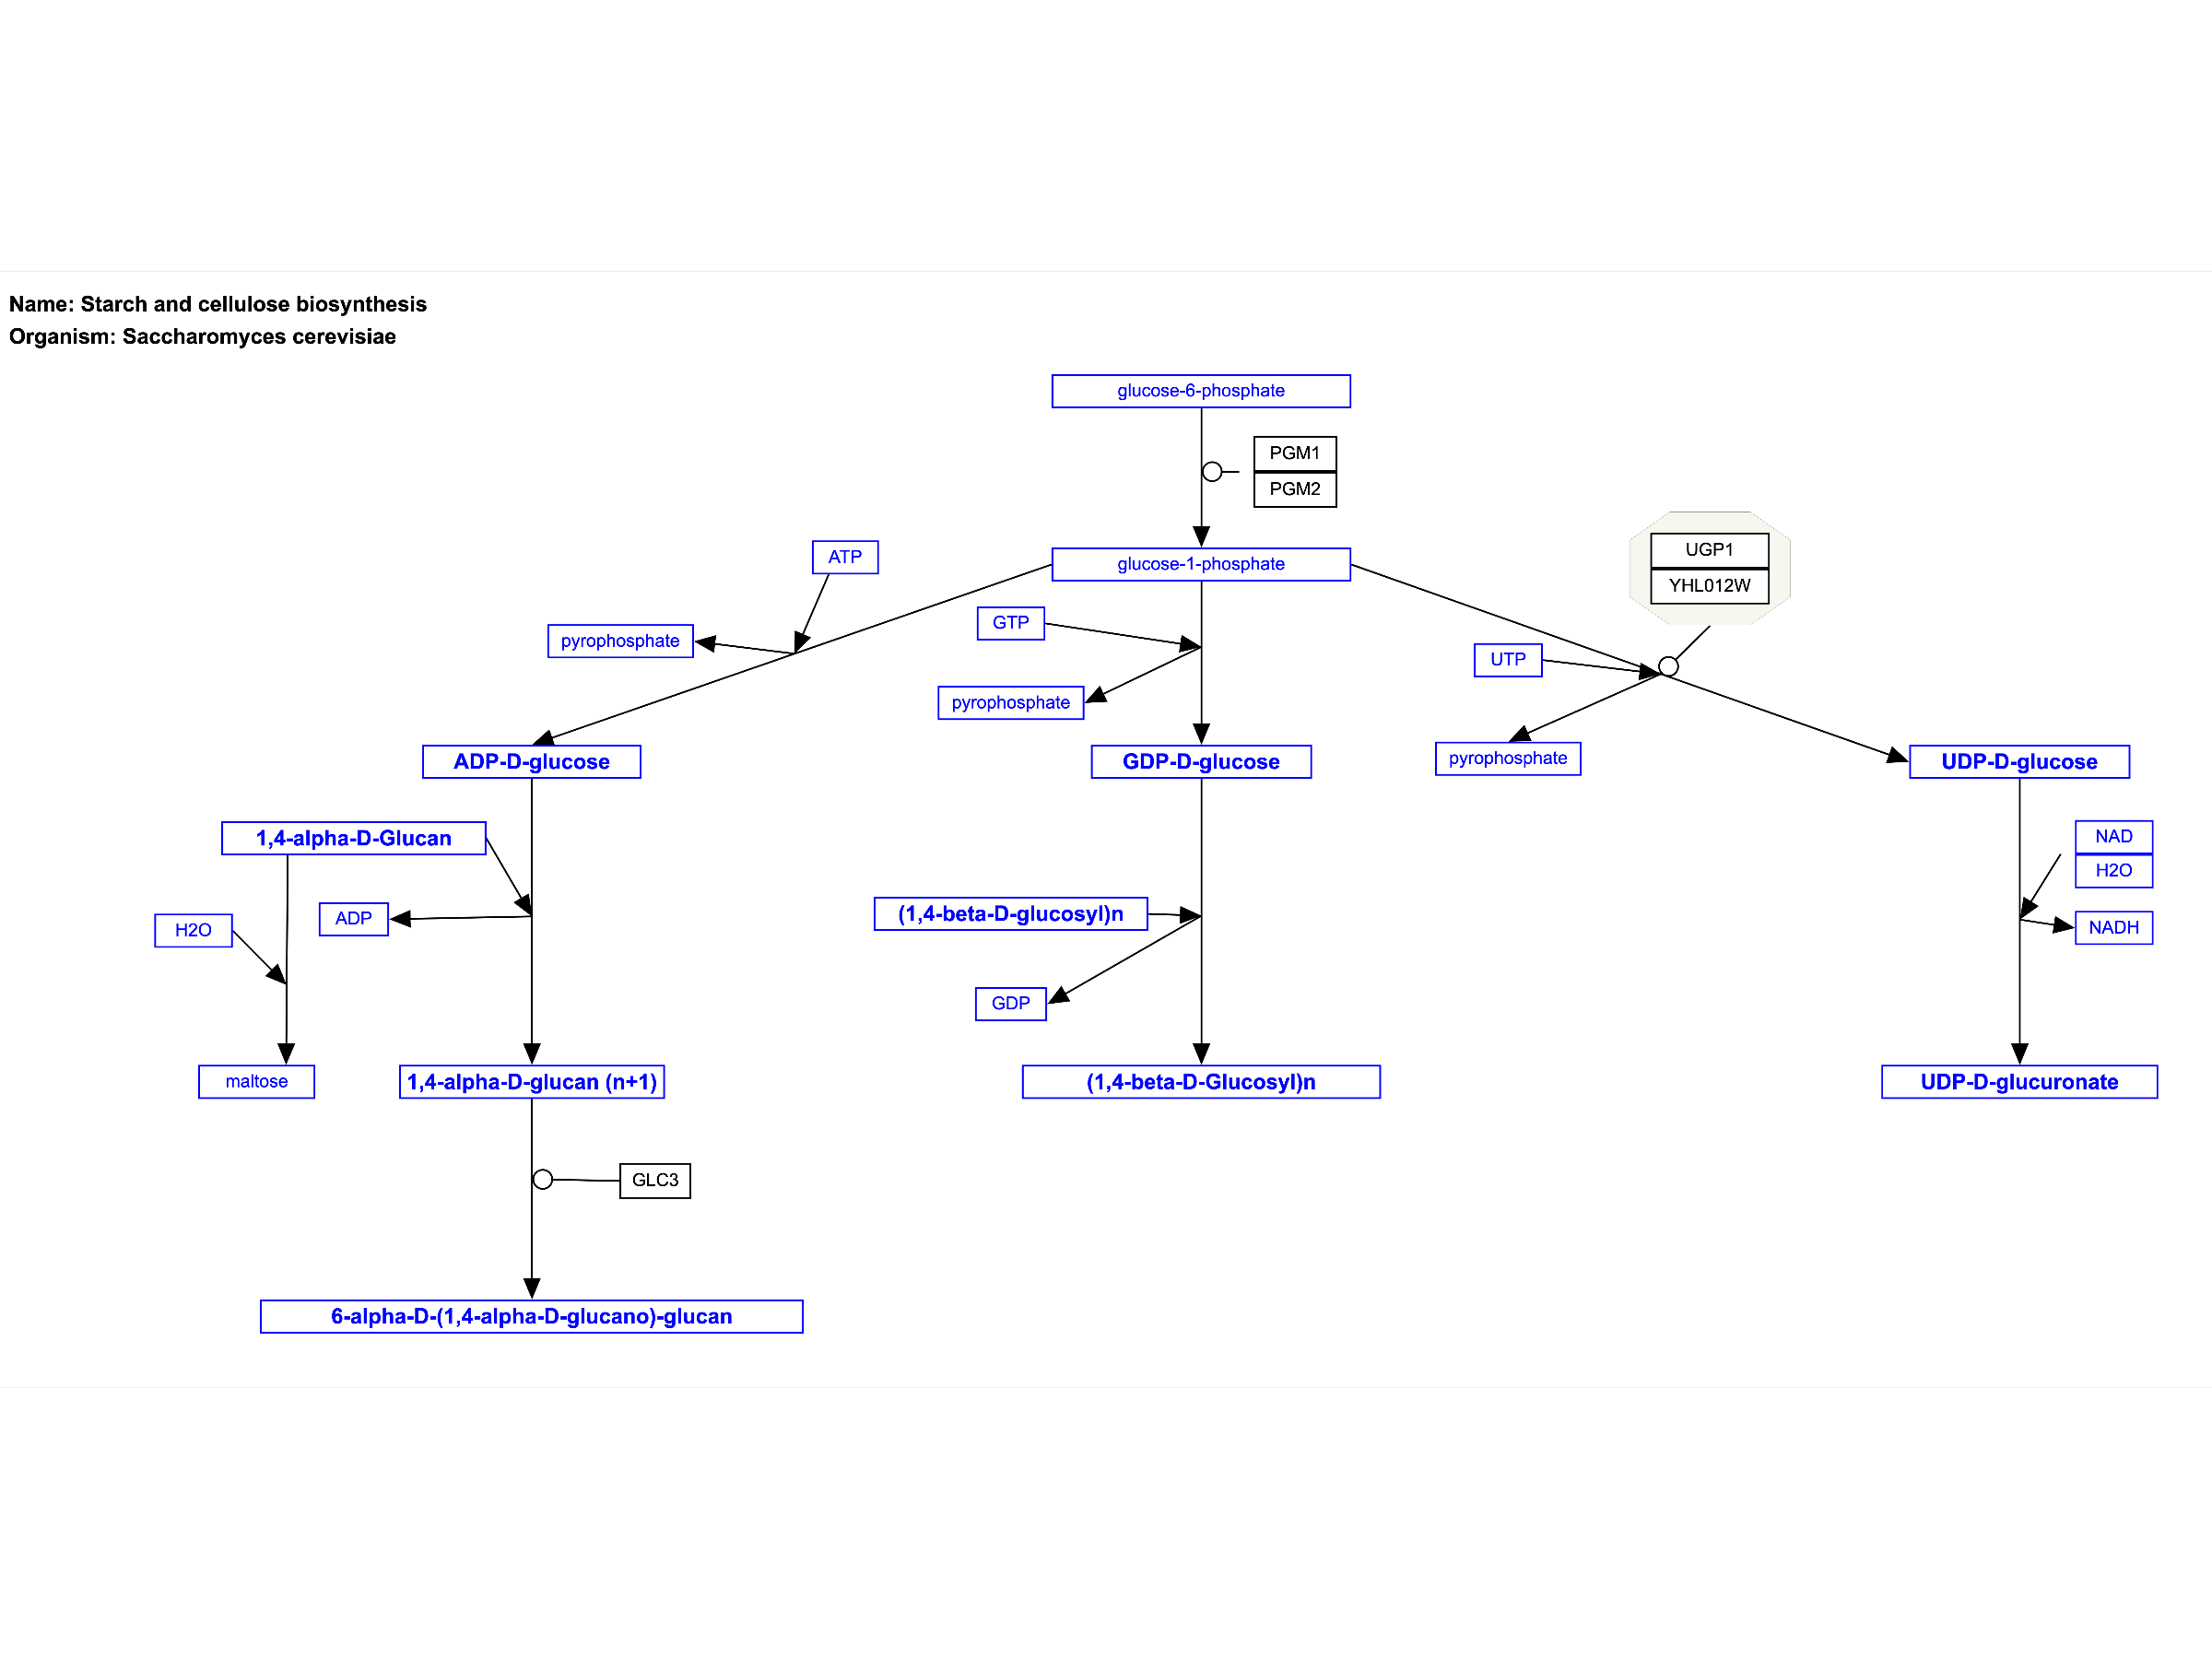 Name: Starch and cellulose biosynthesis
Organism: Saccharomyces cerevisiae
glucose-6-phosphate
PGM1
PGM2
glucose-1-phosphate
ATP
UGP1
YHL012W
GTP
pyrophosphate
UTP
pyrophosphate
pyrophosphate
ADP-D-glucose
GDP-D-glucose
UDP-D-glucose
1,4-alpha-D-Glucan
NAD
H2O
(1,4-beta-D-glucosyl)n
ADP
H2O
NADH
GDP
maltose
1,4-alpha-D-glucan (n+1)
(1,4-beta-D-Glucosyl)n
UDP-D-glucuronate
GLC3
6-alpha-D-(1,4-alpha-D-glucano)-glucan